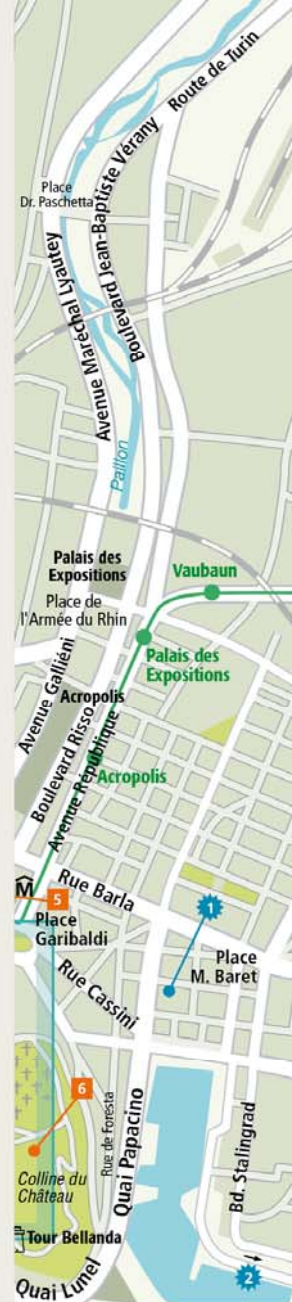 Route de Turin
Place
Dr. Paschetta
Boulevard Jean-Baptiste Vérany
Avenue Maréchal Lyautey
Paillon
Palais des
Expositions
Vaubaun
Place de
l'Armée du Rhin
Palais des
Expositions
Avenue Galliéni
Acropolis
Boulevard Risso
Avenue République
Acropolis
Rue Barla
M
5
1
Place
Garibaldi
Place
M. Baret
Rue Cassini
6
Rue de Foresta
Quai Papacino
Bd. Stalingrad
Colline du
Château
Tour Bellanda
2
Quai Lunel